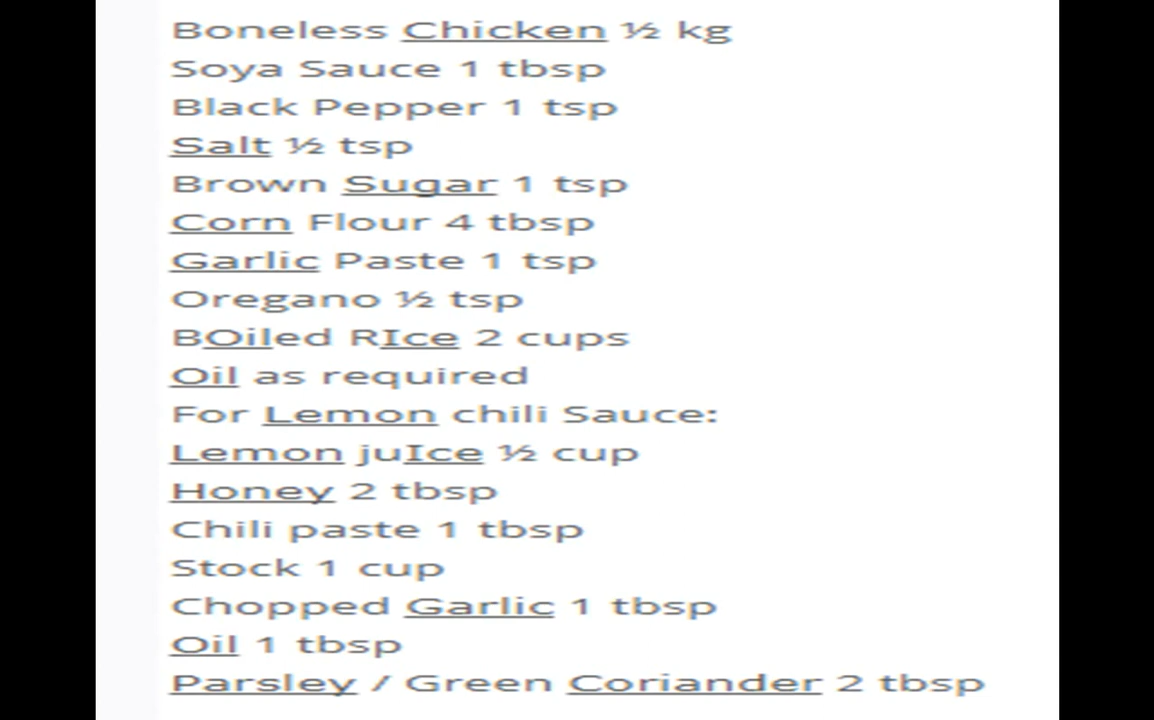 Boneless Chicken ½ kg
Soya Sauce 1 tbsp
Black Pepper 1 tsp
Salt ½ tsp
Brown Sugar 1 tsp
Corn Flour 4 tbsp
Garlic Paste 1 tsp
Oregano ½ tsp
BOiled RIce 2 cups
Oil as required
For Lemon chili Sauce:
Lemon juIce ½ cup
Honey 2 tbsp
Chili paste 1 tbsp
Stock 1 cup
Chopped Garlic 1 tbsp
Oil 1 tbsp
Parsley / Green Coriander 2 tbsp